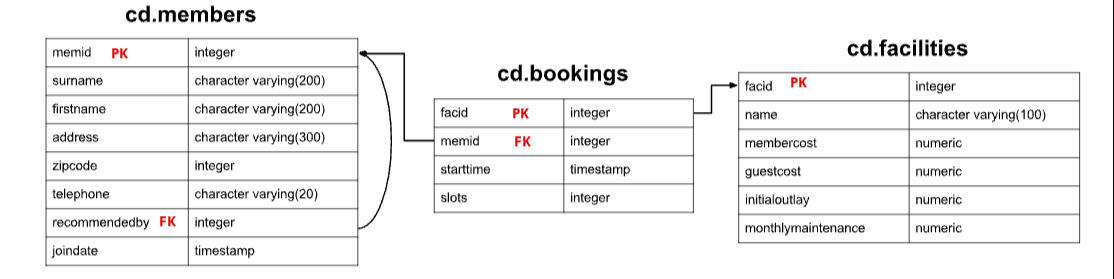 cd.members
memid PK integer
surname character varying(200)
firstname character varying(200)
address character varying(300)
zipcode integer
telephone character varying(20)
recommendedby FK integer
joindate timestamp
cd.bookings
facid PK integer
memid FK integer
starttime timestamp
slots integer
cd.facilities
facid PK integer
name character varying(100)
membercost numeric
guestcost numeric
initialoutlay numeric
monthlymaintenance numeric